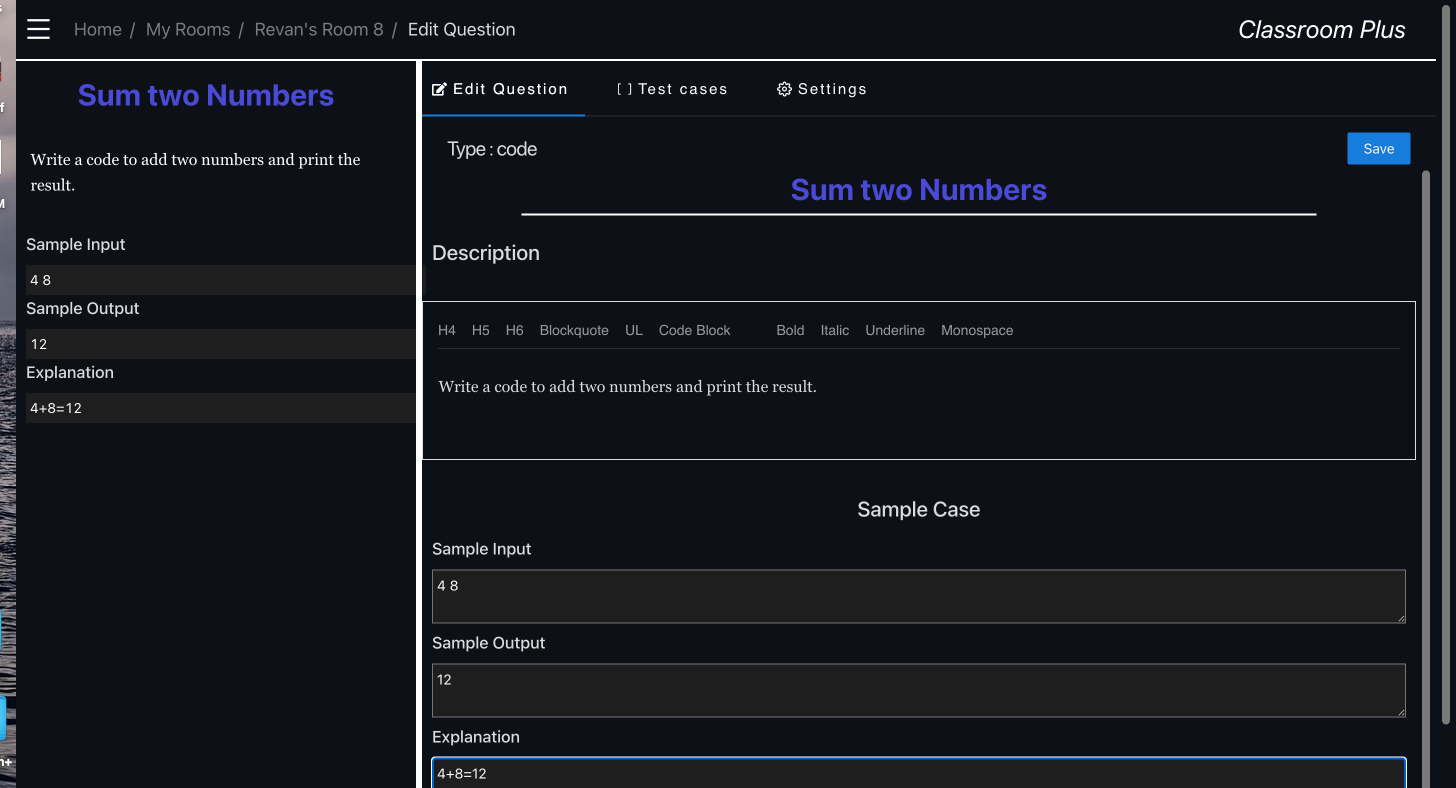 Home / My Rooms / Revan's Room 8 / Edit Question
Classroom Plus
Sum two Numbers
Write a code to add two numbers and print the
result.
Sample Input
4 8
Sample Output
12
Explanation
4+8=12
Edit Question
[ ] Test cases
Settings
Type : code
Save
Sum two Numbers
Description
H4 H5 H6 Blockquote UL Code Block Bold Italic Underline Monospace
Write a code to add two numbers and print the result.
Sample Case
Sample Input
4 8
Sample Output
12
Explanation
4+8=12